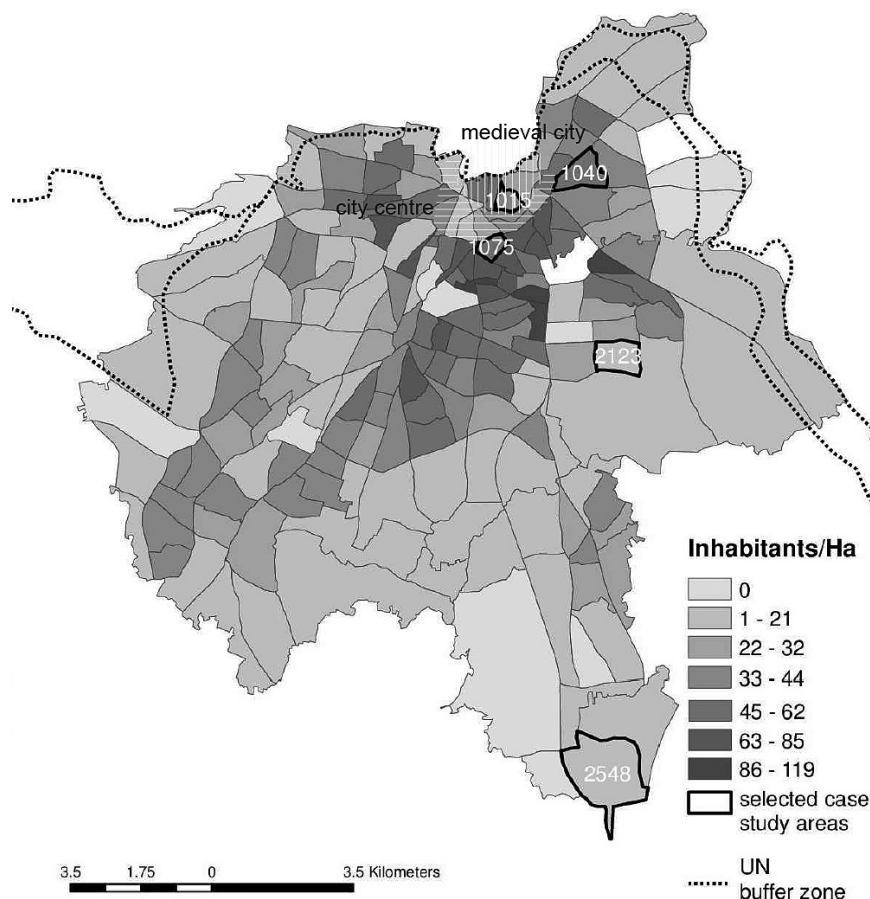 medieval city
1040
1015
city centre
1075
2123
Inhabitants/Ha
0
1 - 21
22 - 32
33 - 44
45 - 62
63 - 85
86 - 119
selected case
study areas
2548
UN
buffer zone
3.5 1.75 0 3.5 Kilometers